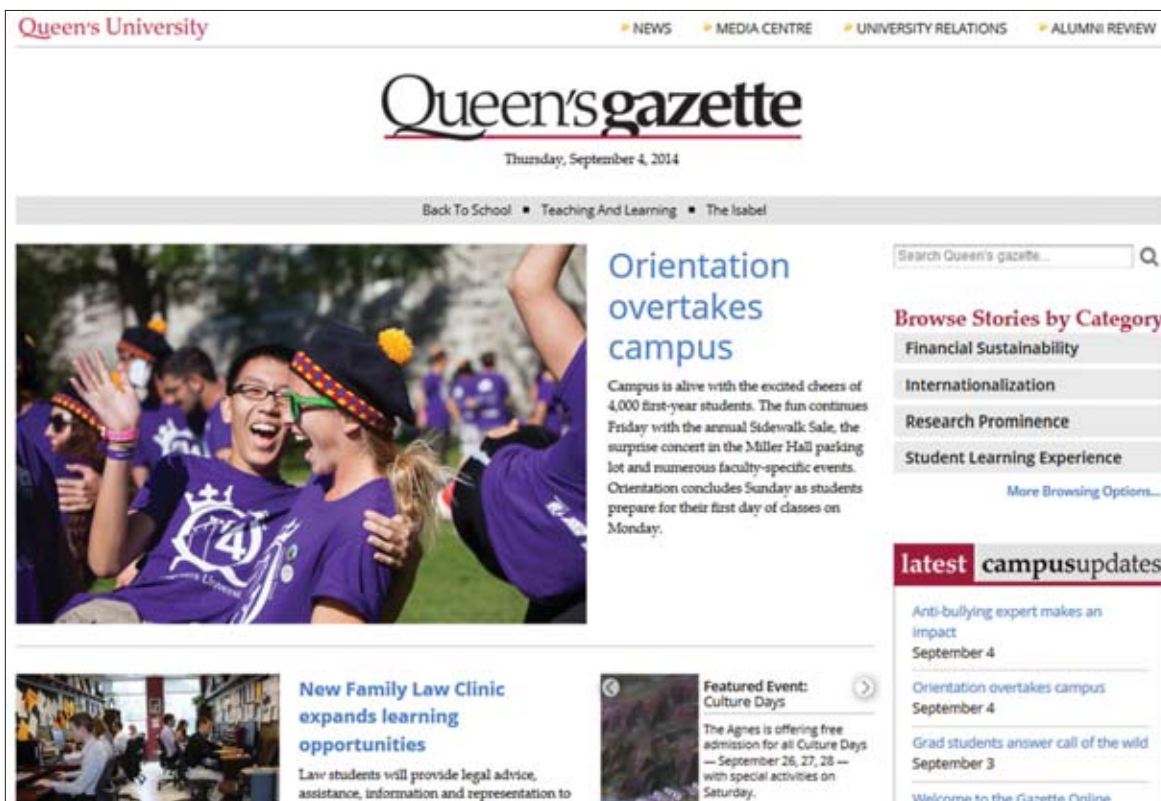 Queen's University
NEWS
MEDIA CENTRE
UNIVERSITY RELATIONS
ALUMNI REVIEW
Queen's gazette
Thursday, September 4, 2014
Back To School ▪ Teaching And Learning ▪ The Isabel
Orientation
overtakes
campus
Campus is alive with the excited cheers of
4,000 first-year students. The fun continues
Friday with the annual Sidewalk Sale, the
surprise concert in the Miller Hall parking
lot and numerous faculty-specific events.
Orientation concludes Sunday as students
prepare for their first day of classes on
Monday.
Q4
Search Queen's gazette...
Browse Stories by Category
Financial Sustainability
Internationalization
Research Prominence
Student Learning Experience
More Browsing Options...
latest campusupdates
Anti-bullying expert makes an
impact
September 4
Orientation overtakes campus
September 4
Grad students answer call of the wild
September 3
Welcome to the Gazette Online
New Family Law Clinic
expands learning
opportunities
Law students will provide legal advice,
assistance, information and representation to
Featured Event:
Culture Days
The Agnes is offering free
admission for all Culture Days
— September 26, 27, 28 —
with special activities on
Saturday.